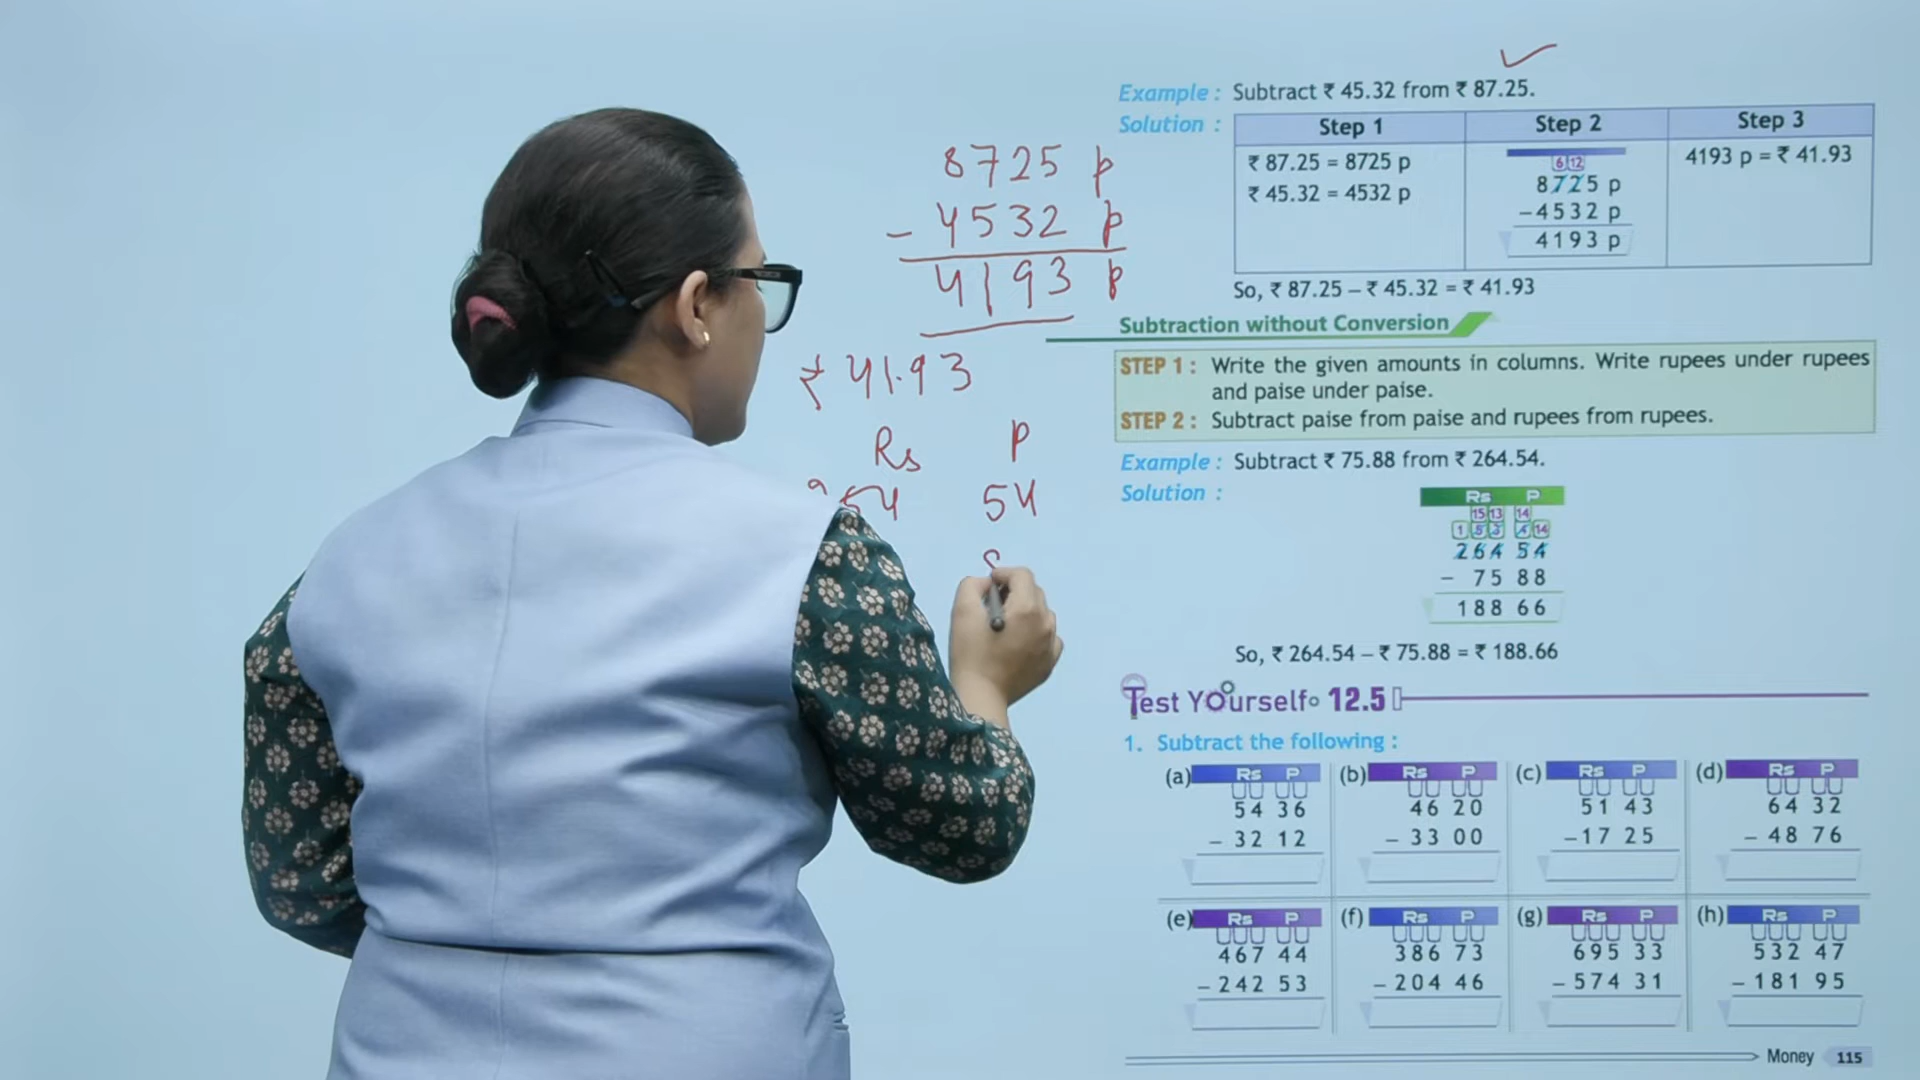 8725 p
- 4532 p
4193 p
₹ 41.93
Rs P
54 54
Example : Subtract ₹ 45.32 from ₹ 87.25.
Solution :
Step 1 Step 2 Step 3
₹ 87.25 = 8725 p
₹ 45.32 = 4532 p
6 12
8725 p
-4532 p
4193 p
4193 p = ₹ 41.93
So, ₹ 87.25 – ₹ 45.32 = ₹ 41.93
Subtraction without Conversion
STEP 1 : Write the given amounts in columns. Write rupees under rupees
and paise under paise.
STEP 2 : Subtract paise from paise and rupees from rupees.
Example : Subtract ₹ 75.88 from ₹ 264.54.
Solution :
Rs P
15 13 14
1 5 3 4 14
264 54
– 75 88
188 66
So, ₹ 264.54 – ₹ 75.88 = ₹ 188.66
Test Yourself 12.5
1. Subtract the following :
(a) Rs P
54 36
– 32 12
(b) Rs P
46 20
– 33 00
(c) Rs P
51 43
–17 25
(d) Rs P
64 32
– 48 76
(e) Rs P
467 44
– 242 53
(f) Rs P
386 73
– 204 46
(g) Rs P
695 33
– 574 31
(h) Rs P
532 47
– 181 95
Money 115